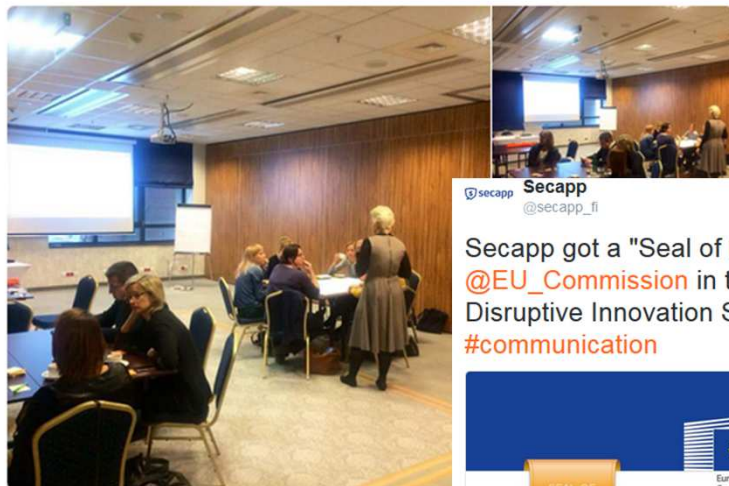 secapp Secapp
@secapp_fi
Secapp got a "Seal of
@EU_Commission in t
Disruptive Innovation S
#communication
Eur